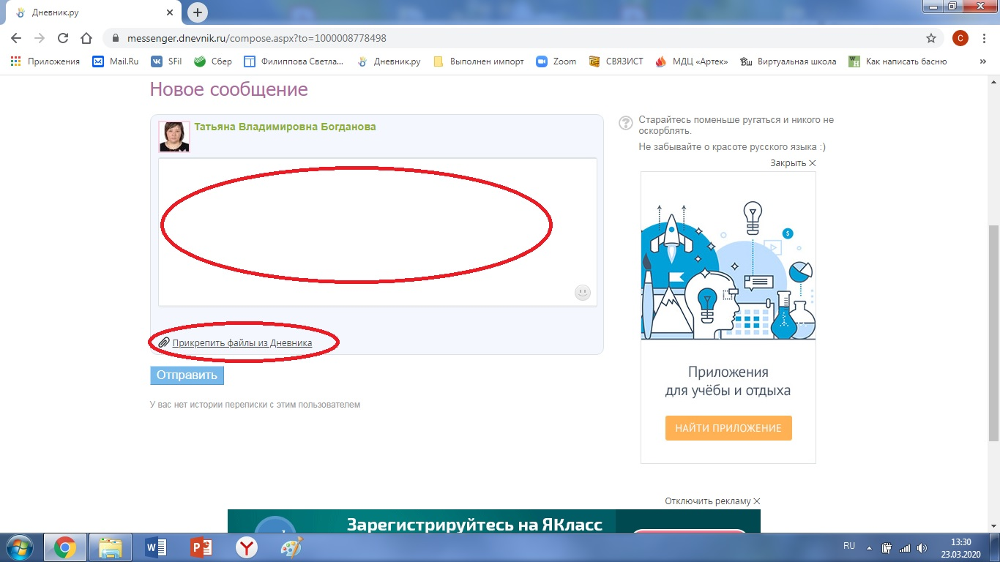 Дневник.ру
messenger.dnevnik.ru/compose.aspx?to=1000008778498
С
Приложения
Mail.Ru
SFil
Сбер
Филиппова Светла...
Дневник.ру
Выполнен импорт
Zoom
СВЯЗИСТ
МДЦ «Артек»
Виртуальная школа
Как написать басню
Новое сообщение
Татьяна Владимировна Богданова
Прикрепить файлы из Дневника
Отправить
У вас нет истории переписки с этим пользователем
Старайтесь поменьше ругаться и никого не
оскорблять.
Не забывайте о красоте русского языка :)
Закрыть
Приложения
для учёбы и отдыха
НАЙТИ ПРИЛОЖЕНИЕ
Отключить рекламу
Зарегистрируйтесь на ЯКласс
RU
13:30
23.03.2020